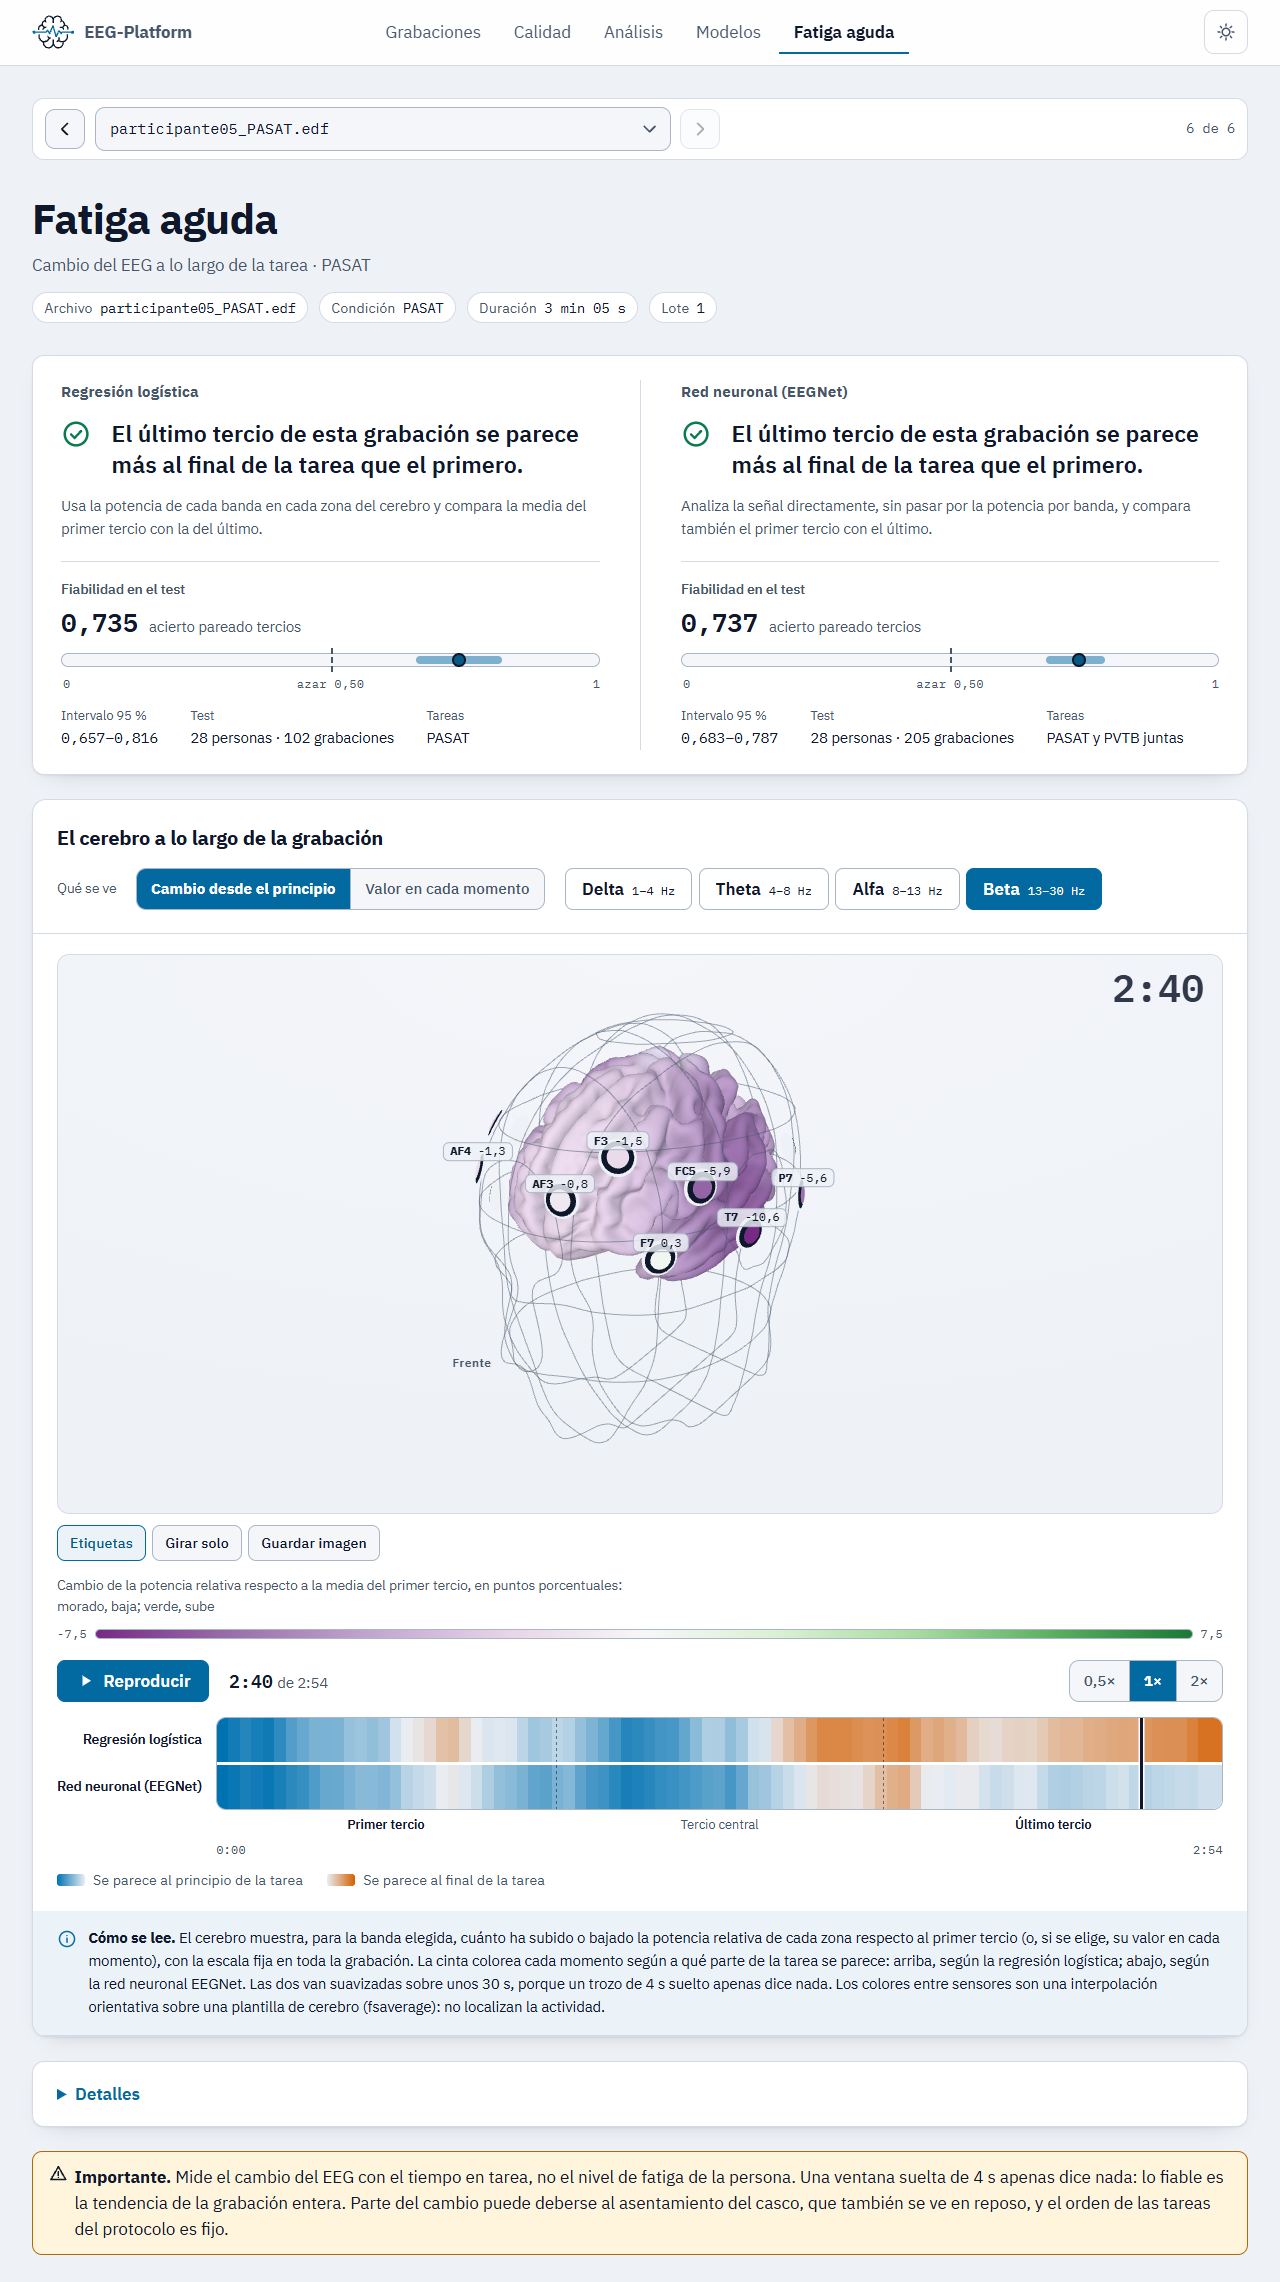 EEG-Platform
Grabaciones
Calidad
Análisis
Modelos
Fatiga aguda
participante05_PASAT.edf
6 de 6
Fatiga aguda
Cambio del EEG a lo largo de la tarea · PASAT
Archivo participante05_PASAT.edf
Condición PASAT
Duración 3 min 05 s
Lote 1
Regresión logística
El último tercio de esta grabación se parece
más al final de la tarea que el primero.
Usa la potencia de cada banda en cada zona del cerebro y compara la media del
primer tercio con la del último.
Fiabilidad en el test
0,735 acierto pareado tercios
0
azar 0,50
1
Intervalo 95 %
Test
Tareas
0,657–0,816
28 personas · 102 grabaciones
PASAT
Red neuronal (EEGNet)
El último tercio de esta grabación se parece
más al final de la tarea que el primero.
Analiza la señal directamente, sin pasar por la potencia por banda, y compara
también el primer tercio con el último.
Fiabilidad en el test
0,737 acierto pareado tercios
0
azar 0,50
1
Intervalo 95 %
Test
Tareas
0,683–0,787
28 personas · 205 grabaciones
PASAT y PVTB juntas
El cerebro a lo largo de la grabación
Qué se ve
Cambio desde el principio
Valor en cada momento
Delta 1–4 Hz
Theta 4–8 Hz
Alfa 8–13 Hz
Beta 13–30 Hz
2:40
F3 -1,5
AF4 -1,3
FC5 -5,9
P7 -5,6
AF3 -0,8
T7 -10,6
F7 0,3
Frente
Etiquetas
Girar solo
Guardar imagen
Cambio de la potencia relativa respecto a la media del primer tercio, en puntos porcentuales:
morado, baja; verde, sube
-7,5
7,5
Reproducir
2:40 de 2:54
0,5×
1×
2×
Regresión logística
Red neuronal (EEGNet)
Primer tercio
Tercio central
Último tercio
0:00
2:54
Se parece al principio de la tarea
Se parece al final de la tarea
Cómo se lee. El cerebro muestra, para la banda elegida, cuánto ha subido o bajado la potencia relativa de cada zona respecto al primer tercio (o, si se elige, su valor en cada
momento), con la escala fija en toda la grabación. La cinta colorea cada momento según a qué parte de la tarea se parece: arriba, según la regresión logística; abajo, según
la red neuronal EEGNet. Las dos van suavizadas sobre unos 30 s, porque un trozo de 4 s suelto apenas dice nada. Los colores entre sensores son una interpolación
orientativa sobre una plantilla de cerebro (fsaverage): no localizan la actividad.
Detalles
Importante. Mide el cambio del EEG con el tiempo en tarea, no el nivel de fatiga de la persona. Una ventana suelta de 4 s apenas dice nada: lo fiable es
la tendencia de la grabación entera. Parte del cambio puede deberse al asentamiento del casco, que también se ve en reposo, y el orden de las tareas
del protocolo es fijo.